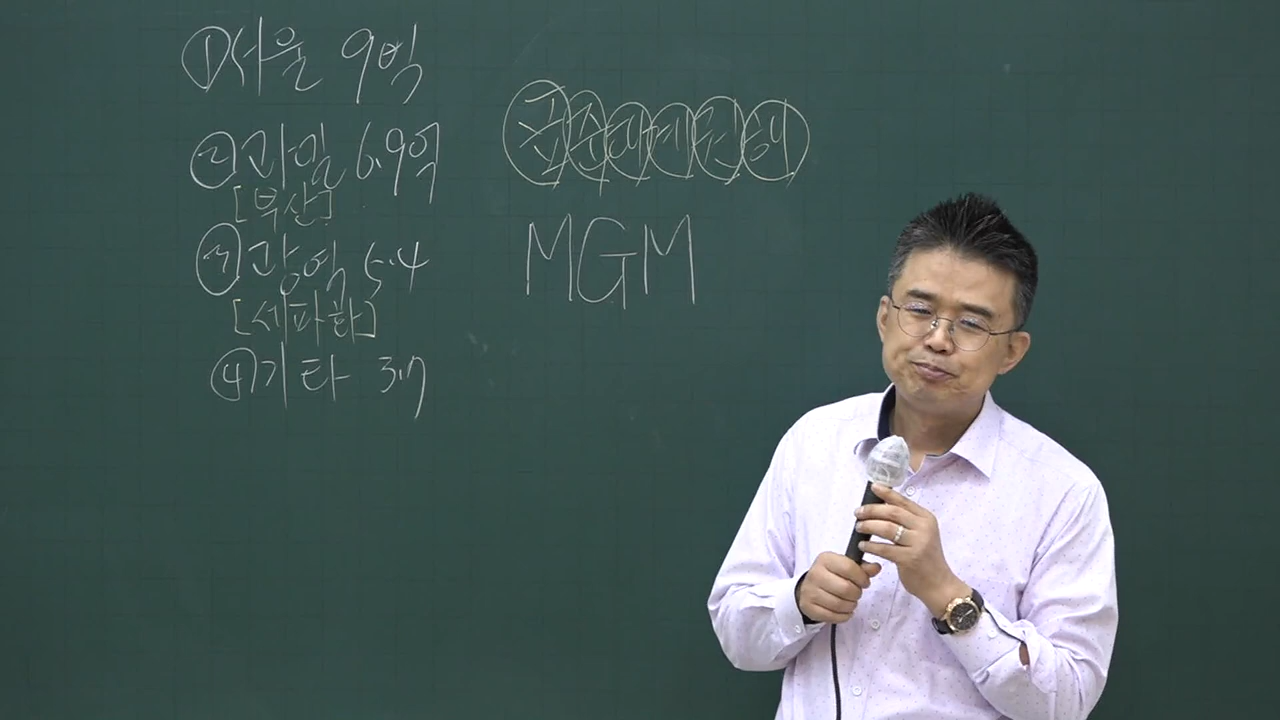 ①서울 9억
②과밀 6.9억
[부산]
③광역 5.4
[세파화]
④기타 3.7
MGM